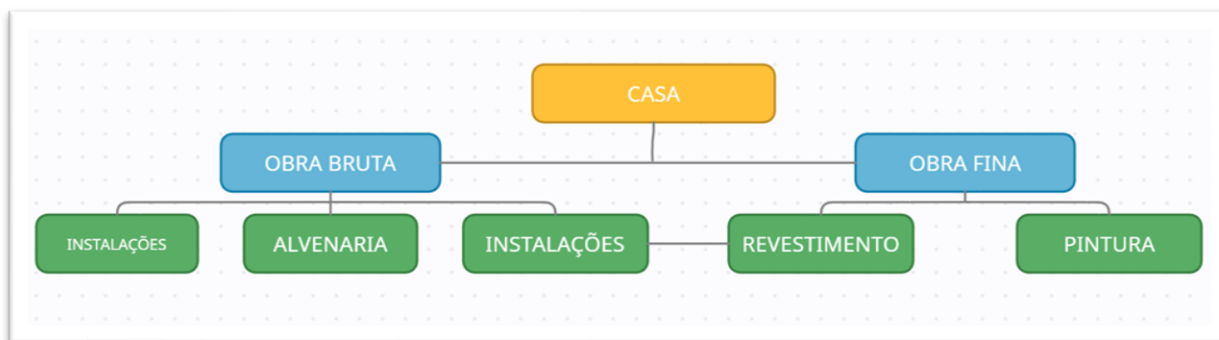 CASA
OBRA BRUTA
OBRA FINA
INSTALAÇÕES
ALVENARIA
INSTALAÇÕES
REVESTIMENTO
PINTURA